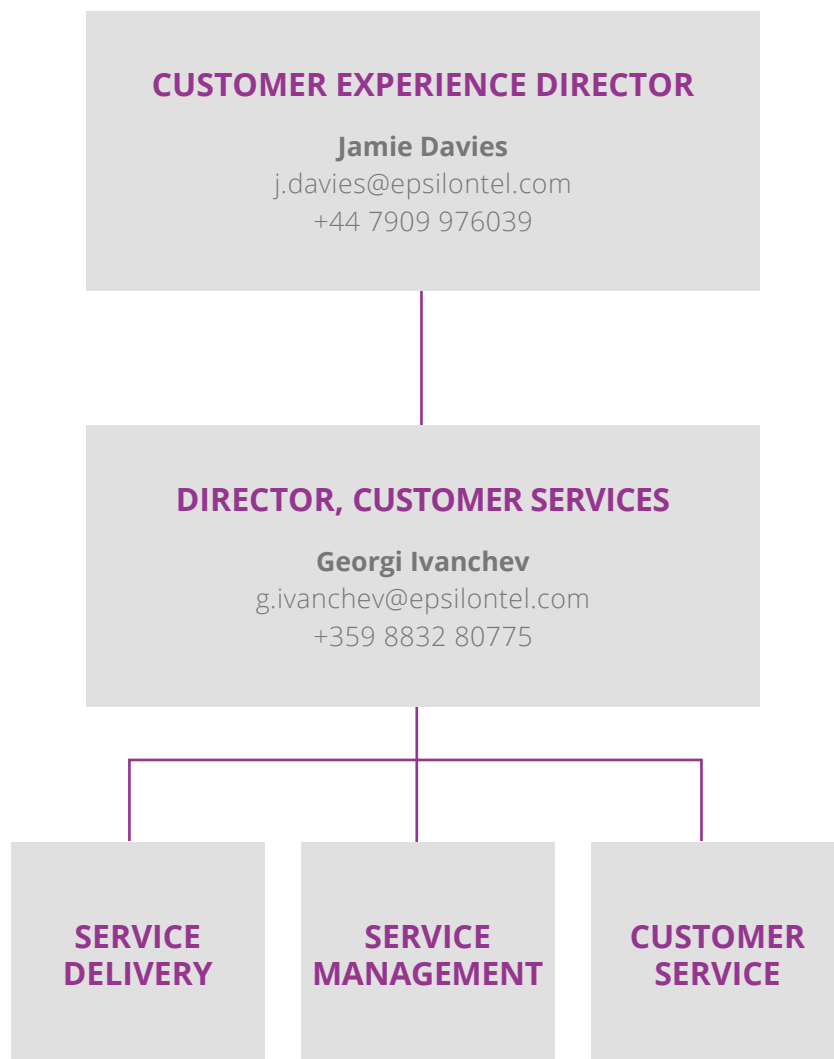 CUSTOMER EXPERIENCE DIRECTOR
Jamie Davies
j.davies@epsilontel.com
+44 7909 976039
DIRECTOR, CUSTOMER SERVICES
Georgi Ivanchev
g.ivanchev@epsilontel.com
+359 8832 80775
SERVICE
DELIVERY
SERVICE
MANAGEMENT
CUSTOMER
SERVICE